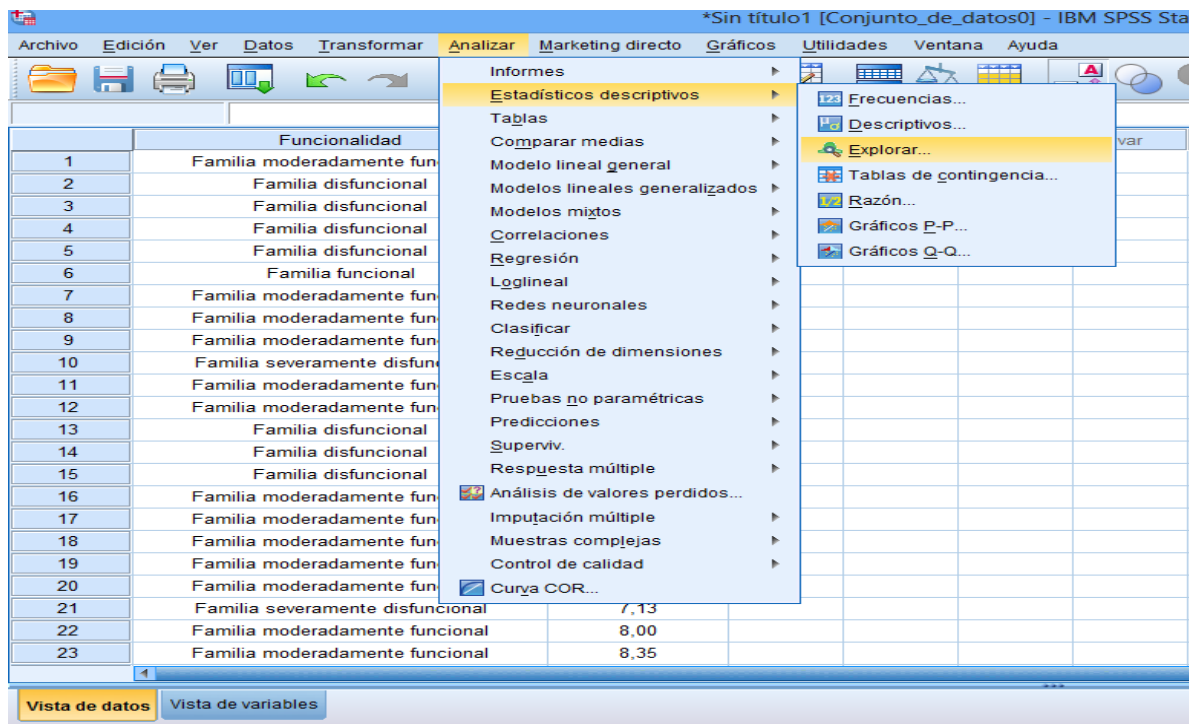 *Sin título1 [Conjunto_de_datos0] - IBM SPSS Sta
Archivo Edición Ver Datos Transformar Analizar Marketing directo Gráficos Utilidades Ventana Ayuda
Informes
Estadísticos descriptivos
Tablas
Comparar medias
Modelo lineal general
Modelos lineales generalizados
Modelos mixtos
Correlaciones
Regresión
Loglineal
Redes neuronales
Clasificar
Reducción de dimensiones
Escala
Pruebas no paramétricas
Predicciones
Superviv.
Respuesta múltiple
Análisis de valores perdidos...
Imputación múltiple
Muestras complejas
Control de calidad
Curva COR...
Frecuencias...
Descriptivos...
Explorar...
Tablas de contingencia...
Razón...
Gráficos P-P...
Gráficos Q-Q...
Funcionalidad var
1 Familia moderadamente fun
2 Familia disfuncional
3 Familia disfuncional
4 Familia disfuncional
5 Familia disfuncional
6 Familia funcional
7 Familia moderadamente fun
8 Familia moderadamente fun
9 Familia moderadamente fun
10 Familia severamente disfun
11 Familia moderadamente fun
12 Familia moderadamente fun
13 Familia disfuncional
14 Familia disfuncional
15 Familia disfuncional
16 Familia moderadamente fun
17 Familia moderadamente fun
18 Familia moderadamente fun
19 Familia moderadamente fun
20 Familia moderadamente fun
21 Familia severamente disfuncional 7,13
22 Familia moderadamente funcional 8,00
23 Familia moderadamente funcional 8,35
Vista de datos Vista de variables